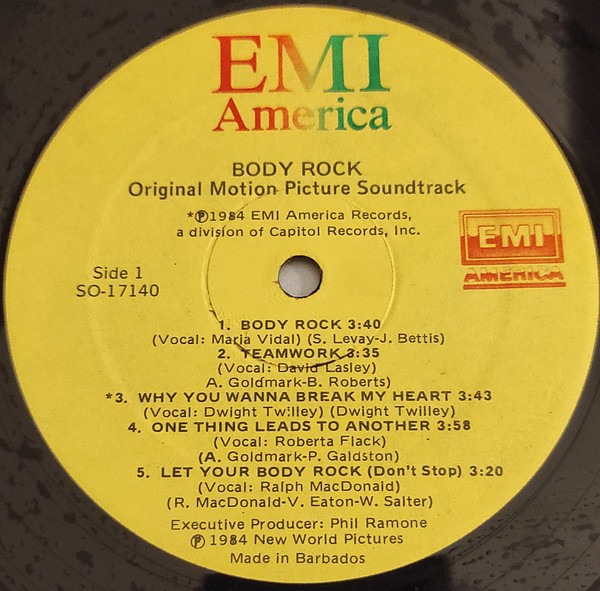 EMI
America
BODY ROCK
Original Motion Picture Soundtrack
*℗1984 EMI America Records,
a division of Capitol Records, Inc.
EMI
AMERICA
Side 1
SO-17140
1. BODY ROCK 3:40
(Vocal: Maria Vidal) (S. Levay-J. Bettis)
2. TEAMWORK 3:35
(Vocal: David Lasley)
A. Goldmark-B. Roberts)
*3. WHY YOU WANNA BREAK MY HEART 3:43
(Vocal: Dwight Twilley) (Dwight Twilley)
4. ONE THING LEADS TO ANOTHER 3:58
(Vocal: Roberta Flack)
(A. Goldmark-P. Galdston)
5. LET YOUR BODY ROCK (Don't Stop) 3:20
(Vocal: Ralph MacDonald)
(R. MacDonald-V. Eaton-W. Salter)
Executive Producer: Phil Ramone
℗ 1984 New World Pictures
Made in Barbados